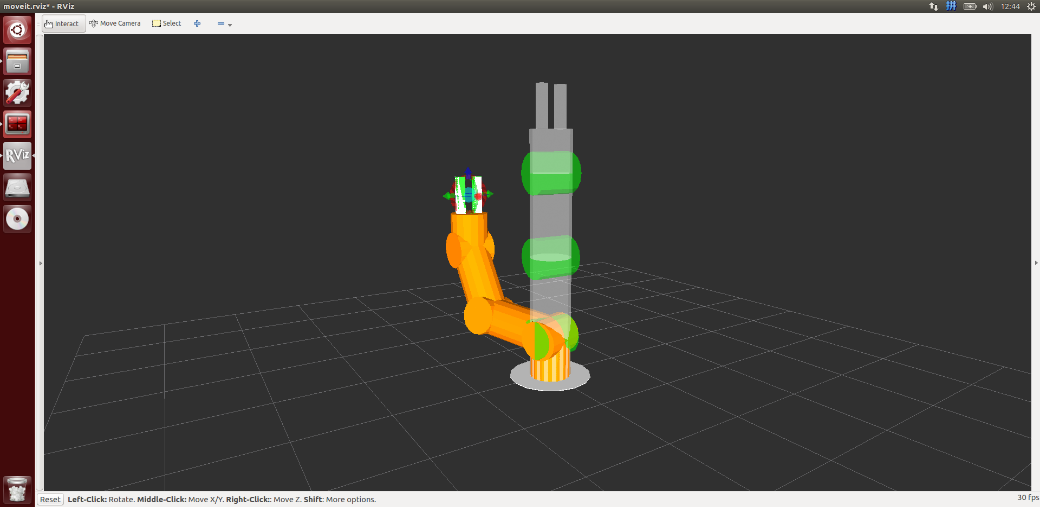 moveit.rviz* - RViz
12:44
Interact Move Camera Select
RViz
Reset Left-Click: Rotate. Middle-Click: Move X/Y. Right-Click:: Move Z. Shift: More options.
30 fps